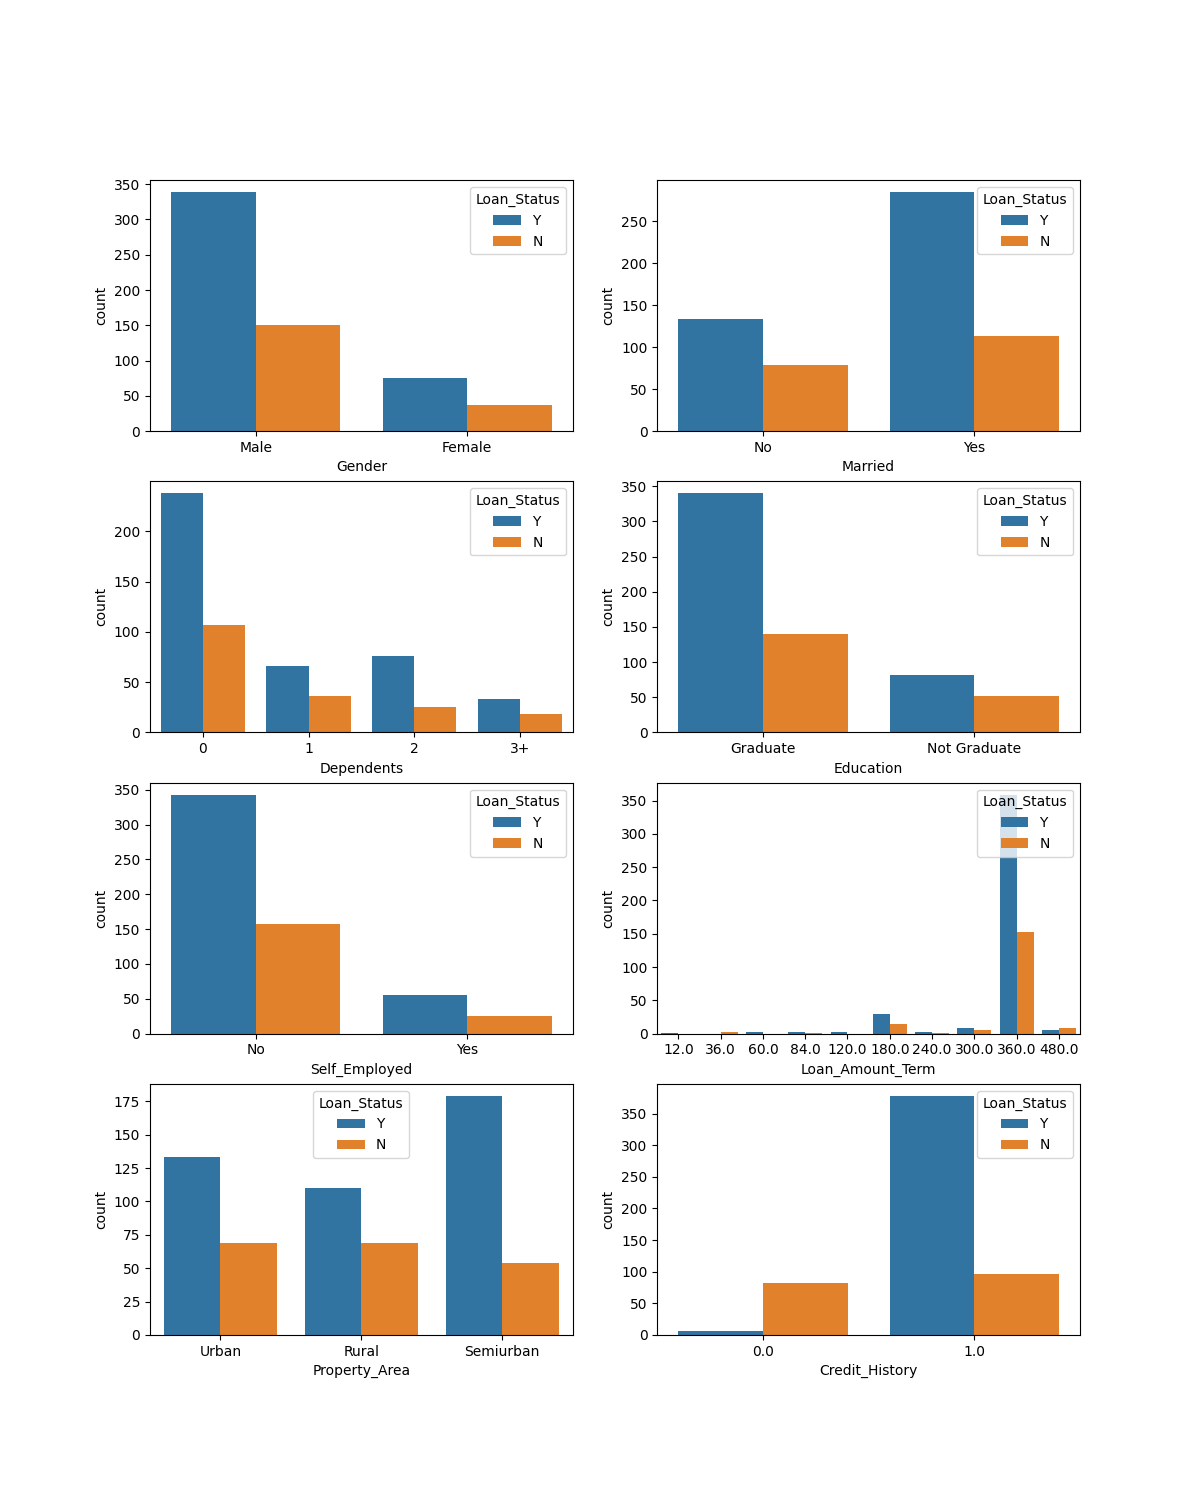 350
300
250
200
150
100
50
0
count
Loan_Status
Y
N
Male Female
Gender
250
200
150
100
50
0
count
Loan_Status
Y
N
No Yes
Married
200
150
100
50
0
count
Loan_Status
Y
N
0 1 2 3+
Dependents
350
300
250
200
150
100
50
0
count
Loan_Status
Y
N
Graduate Not Graduate
Education
350
300
250
200
150
100
50
0
count
Loan_Status
Y
N
No Yes
Self_Employed
350
300
250
200
150
100
50
0
count
Loan_Status
Y
N
12.0 36.0 60.0 84.0 120.0 180.0 240.0 300.0 360.0 480.0
Loan_Amount_Term
175
150
125
100
75
50
25
0
count
Loan_Status
Y
N
Urban Rural Semiurban
Property_Area
350
300
250
200
150
100
50
0
count
Loan_Status
Y
N
0.0 1.0
Credit_History